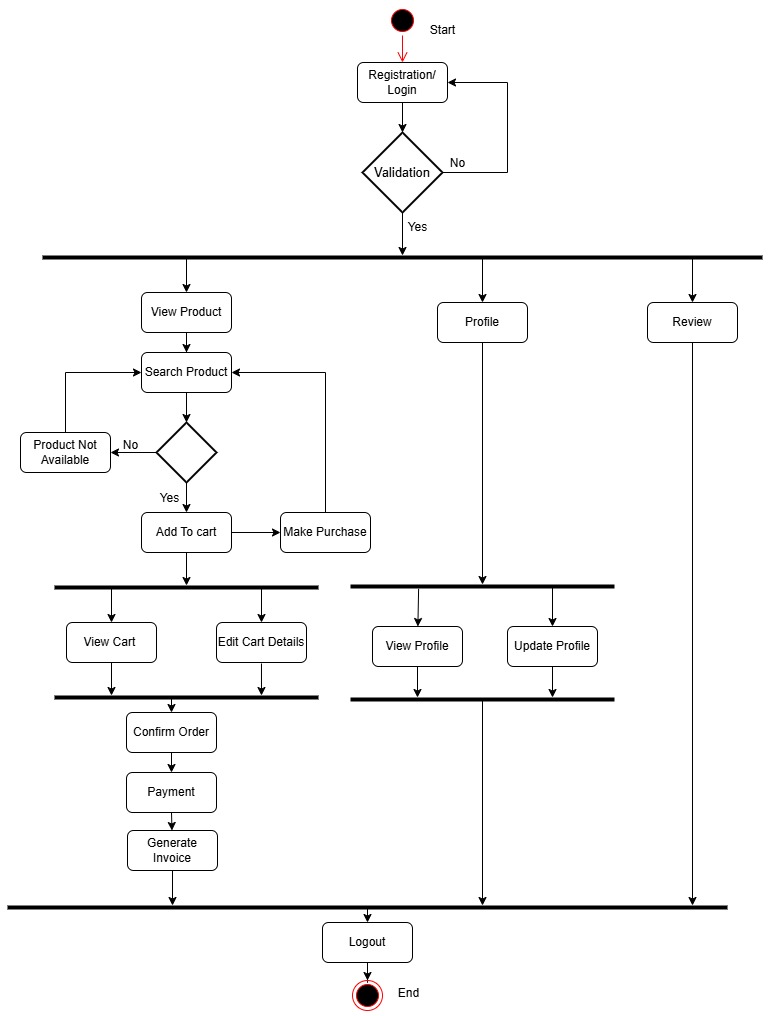 Start
Registration/
Login
Validation
No
Yes
View Product
Profile
Review
Search Product
Product Not
Available
No
Yes
Add To cart
Make Purchase
View Cart
Edit Cart Details
View Profile
Update Profile
Confirm Order
Payment
Generate
Invoice
Logout
End